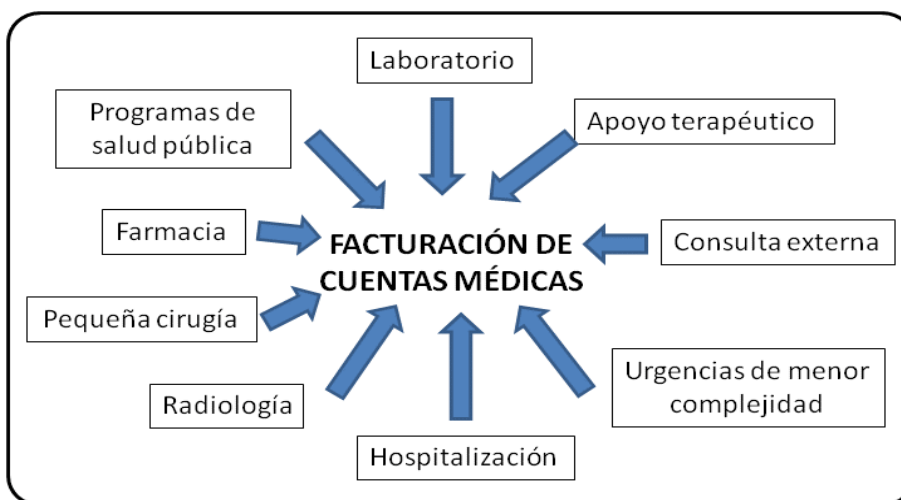 Laboratorio
Programas de
salud pública
Apoyo terapéutico
Farmacia
FACTURACIÓN DE
CUENTAS MÉDICAS
Consulta externa
Pequeña cirugía
Radiología
Urgencias de menor
complejidad
Hospitalización